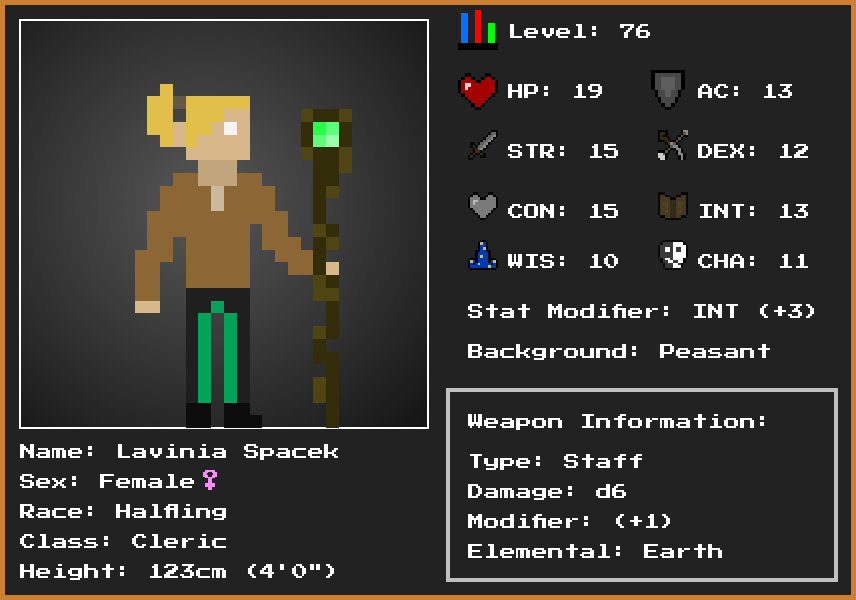 Level: 76
HP: 19 AC: 13
STR: 15 DEX: 12
CON: 15 INT: 13
WIS: 10 CHA: 11
Stat Modifier: INT (+3)
Background: Peasant
Weapon Information:
Type: Staff
Damage: d6
Modifier: (+1)
Elemental: Earth
Name: Lavinia Spacek
Sex: Female♀
Race: Halfling
Class: Cleric
Height: 123cm (4'0")